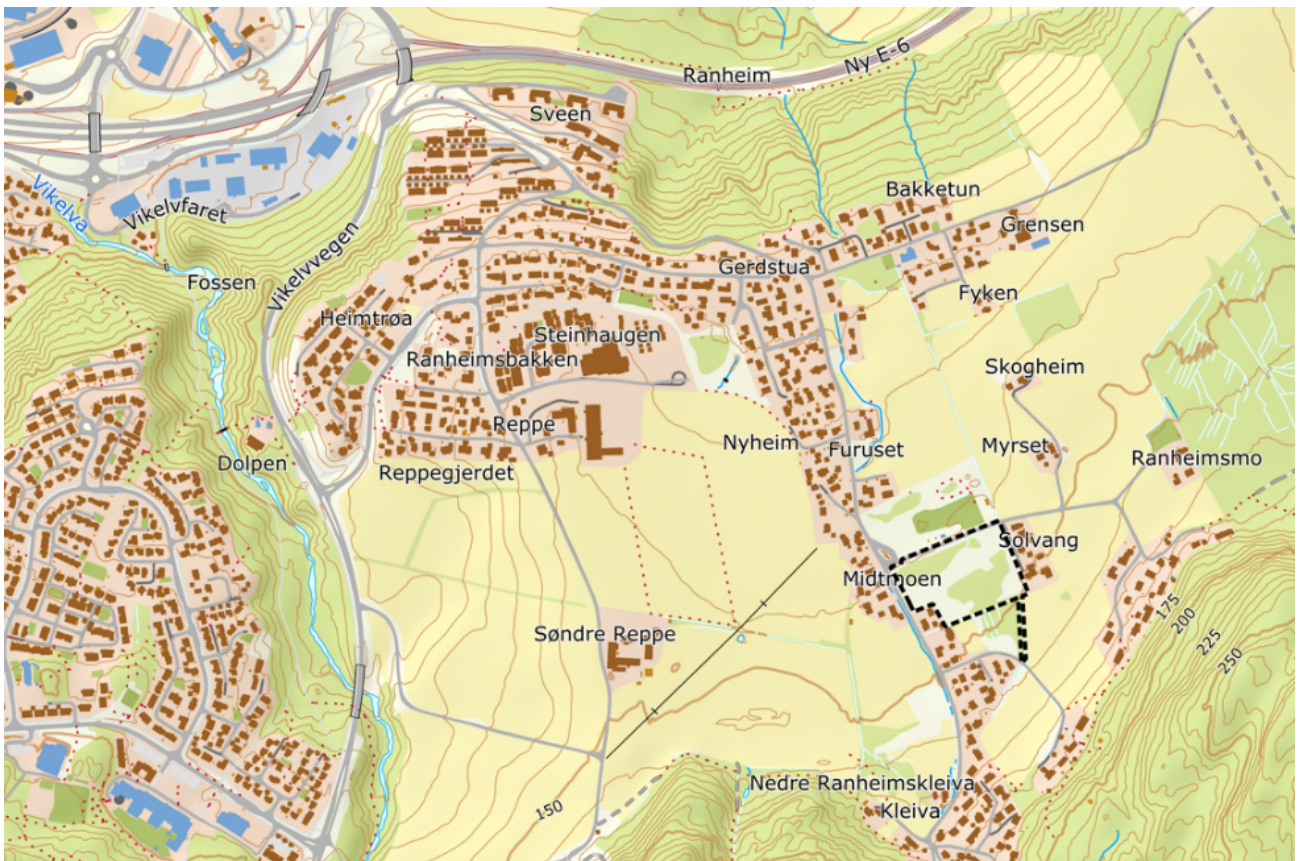 Ny E-6
Ranheim
Sveen
Vikelva
Vikelvfaret
Bakketun
Grensen
Vikelvvegen
Gerdstua
Fossen
Fyken
Heimtrøa
Steinhaugen
Ranheimsbakken
Skogheim
Reppe
Nyheim
Furuset
Myrset
Ranheimsmo
Dolpen
Reppegjerdet
Solvang
Midtmoen
175
200
225
250
Søndre Reppe
Nedre Ranheimskleiva
Kleiva
150